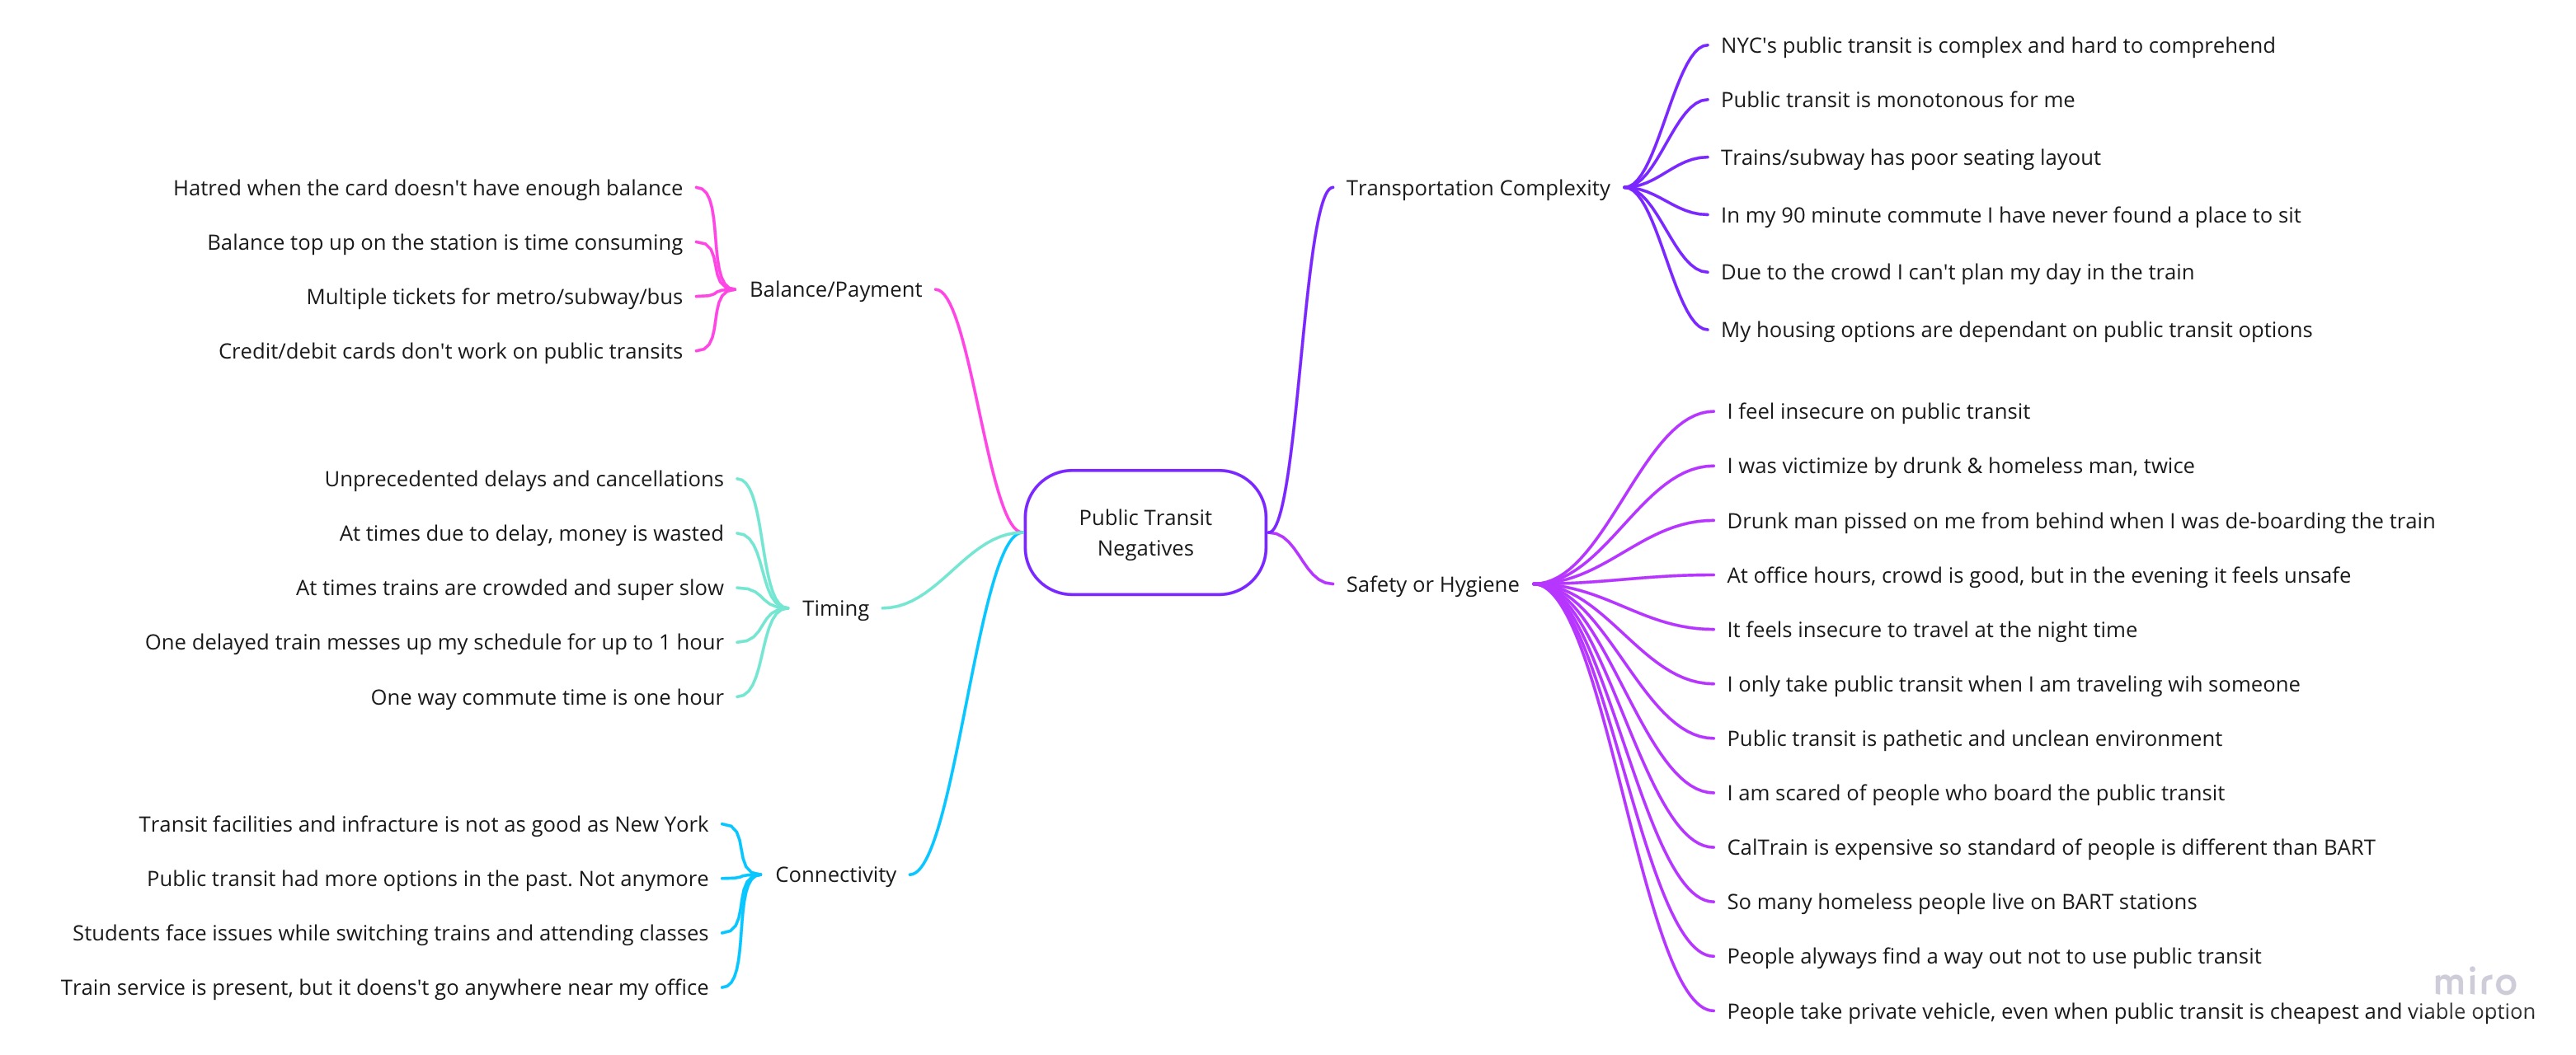 Public Transit
Negatives
Balance/Payment
Hatred when the card doesn't have enough balance
Balance top up on the station is time consuming
Multiple tickets for metro/subway/bus
Credit/debit cards don't work on public transits
Timing
Unprecedented delays and cancellations
At times due to delay, money is wasted
At times trains are crowded and super slow
One delayed train messes up my schedule for up to 1 hour
One way commute time is one hour
Connectivity
Transit facilities and infracture is not as good as New York
Public transit had more options in the past. Not anymore
Students face issues while switching trains and attending classes
Train service is present, but it doens't go anywhere near my office
Transportation Complexity
NYC's public transit is complex and hard to comprehend
Public transit is monotonous for me
Trains/subway has poor seating layout
In my 90 minute commute I have never found a place to sit
Due to the crowd I can't plan my day in the train
My housing options are dependant on public transit options
Safety or Hygiene
I feel insecure on public transit
I was victimize by drunk & homeless man, twice
Drunk man pissed on me from behind when I was de-boarding the train
At office hours, crowd is good, but in the evening it feels unsafe
It feels insecure to travel at the night time
I only take public transit when I am traveling wih someone
Public transit is pathetic and unclean environment
I am scared of people who board the public transit
CalTrain is expensive so standard of people is different than BART
So many homeless people live on BART stations
People alyways find a way out not to use public transit
People take private vehicle, even when public transit is cheapest and viable option
miro